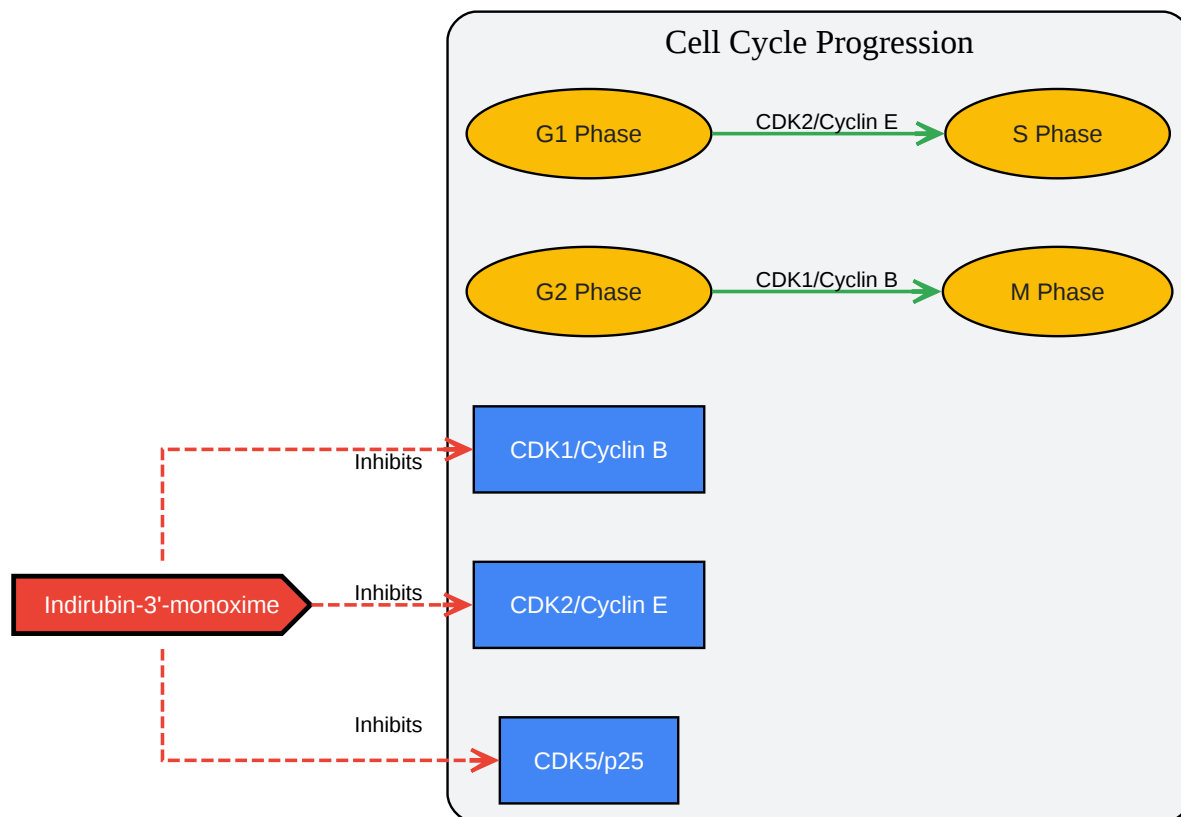 Cell Cycle Progression
G1 Phase
CDK2/Cyclin E
S Phase
G2 Phase
CDK1/Cyclin B
M Phase
Inhibits
CDK1/Cyclin B
Indirubin-3'-monoxime
Inhibits
CDK2/Cyclin E
Inhibits
CDK5/p25